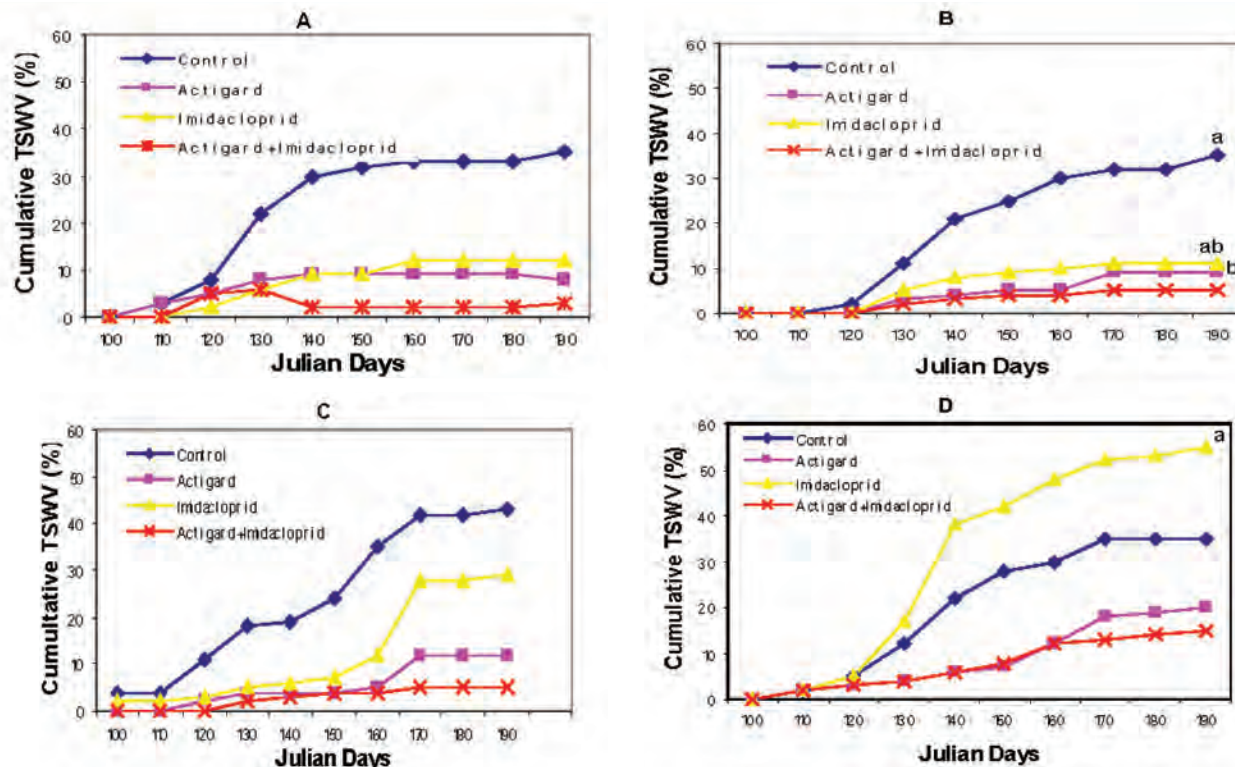 A
Cumulative TSWV (%)
60
50
40
30
20
10
0
Control
Actigard
Imidacloprid
Actigard+Imidacloprid
100 110 120 130 140 150 160 170 180 190
Julian Days
B
Cumulative TSWV (%)
60
50
40
30
20
10
0
Control
Actigard
Imidacloprid
Actigard+Imidacloprid
a
ab
b
100 110 120 130 140 150 160 170 180 190
Julian Days
C
Cumultative TSWV (%)
60
50
40
30
20
10
0
Control
Actigard
Imidacloprid
Actigard+Imidacloprid
100 110 120 130 140 150 160 170 180 190
Julian Days
D
Cumulative TSWV (%)
60
50
40
30
20
10
0
Control
Actigard
Imidacloprid
Actigard+Imidacloprid
a
100 110 120 130 140 150 160 170 180 190
Julian Days